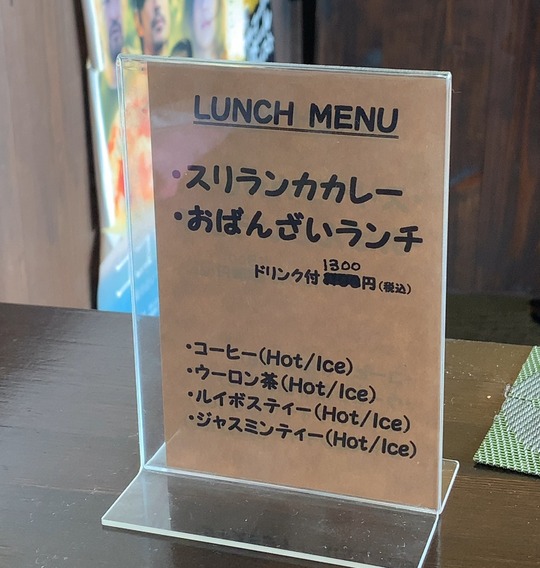 LUNCH MENU
・スリランカカレー
・おばんざいランチ
1300
ドリンク付 円(税込)
・コーヒー(Hot/Ice)
・ウーロン茶(Hot/Ice)
・ルイボスティー(Hot/Ice)
・ジャスミンティー(Hot/Ice)